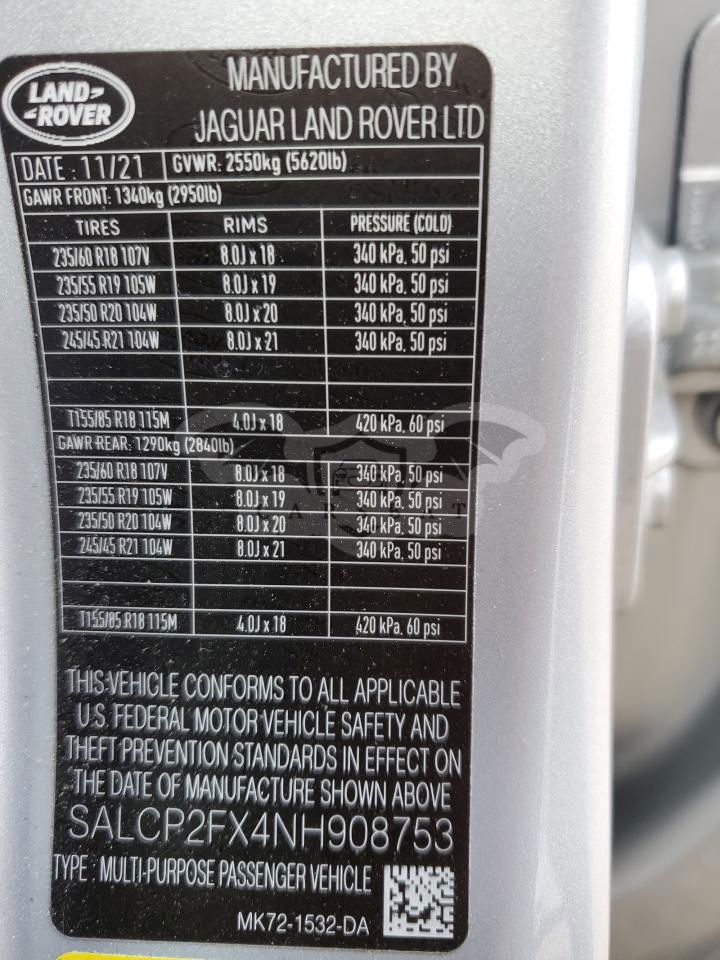 LAND-
-ROVER
MANUFACTURED BY
JAGUAR LAND ROVER LTD
DATE : 11/21 GVWR: 2550kg (5620lb)
GAWR FRONT: 1340kg (2950lb)
TIRES RIMS PRESSURE (COLD)
235/60 R18 107V 8.0J x 18 340 kPa, 50 psi
235/55 R19 105W 8.0J x 19 340 kPa, 50 psi
235/50 R20 104W 8.0J x 20 340 kPa, 50 psi
245/45 R21 104W 8.0J x 21 340 kPa, 50 psi
T155/85 R18 115M 4.0J x 18 420 kPa, 60 psi
GAWR REAR: 1290kg (2840lb)
235/60 R18 107V 8.0J x 18 340 kPa, 50 psi
235/55 R19 105W 8.0J x 19 340 kPa, 50 psi
235/50 R20 104W 8.0J x 20 340 kPa, 50 psi
245/45 R21 104W 8.0J x 21 340 kPa, 50 psi
T155/85 R18 115M 4.0J x 18 420 kPa, 60 psi
THIS VEHICLE CONFORMS TO ALL APPLICABLE
U.S. FEDERAL MOTOR VEHICLE SAFETY AND
THEFT PREVENTION STANDARDS IN EFFECT ON
THE DATE OF MANUFACTURE SHOWN ABOVE
SALCP2FX4NH908753
TYPE : MULTI-PURPOSE PASSENGER VEHICLE
MK72-1532-DA